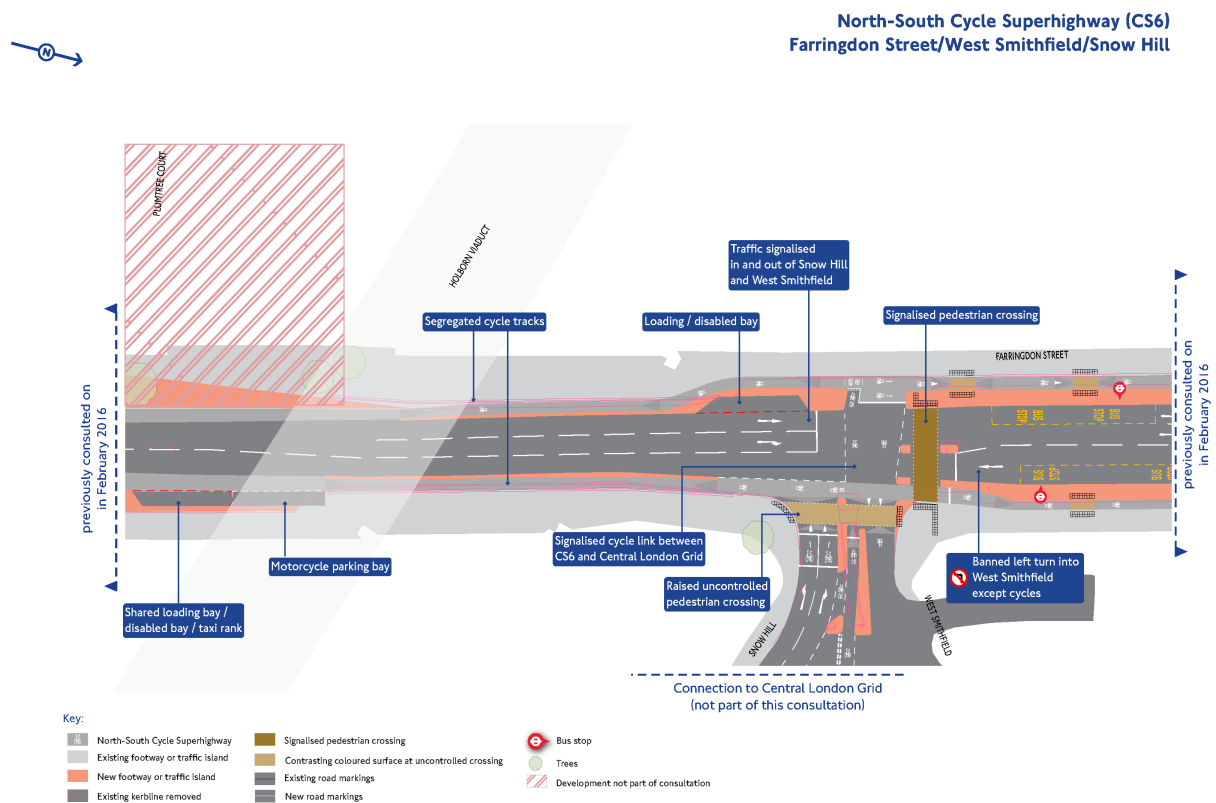 North-South Cycle Superhighway (CS6)
Farringdon Street/West Smithfield/Snow Hill
N
PLUMTREE COURT
HOLBORN VIADUCT
Traffic signalised
in and out of Snow Hill
and West Smithfield
Segregated cycle tracks
Loading / disabled bay
Signalised pedestrian crossing
FARRINGDON STREET
previously consulted on
in February 2016
previously consulted on
in February 2016
BUS
STOP
BUS
STOP
BUS
STOP
BUS
Signalised cycle link between
CS6 and Central London Grid
Motorcycle parking bay
Raised uncontrolled
pedestrian crossing
Banned left turn into
West Smithfield
except cycles
Shared loading bay /
disabled bay / taxi rank
SNOW HILL
WEST SMITHFIELD
Connection to Central London Grid
(not part of this consultation)
Key:
North-South Cycle Superhighway
Existing footway or traffic island
New footway or traffic island
Existing kerbline removed
Signalised pedestrian crossing
Contrasting coloured surface at uncontrolled crossing
Existing road markings
New road markings
Bus stop
Trees
Development not part of consultation